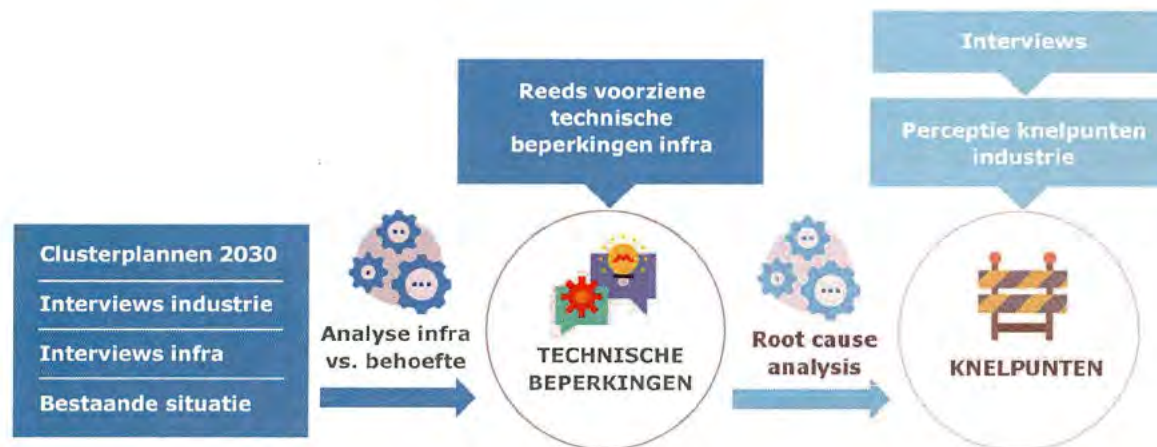 Interviews
Reeds voorziene
technische
beperkingen infra
Perceptie knelpunten
industrie
Clusterplannen 2030
Interviews industrie
Interviews infra
Bestaande situatie
Analyse infra
vs. behoefte
TECHNISCHE
BEPERKINGEN
Root cause
analysis
KNELPUNTEN